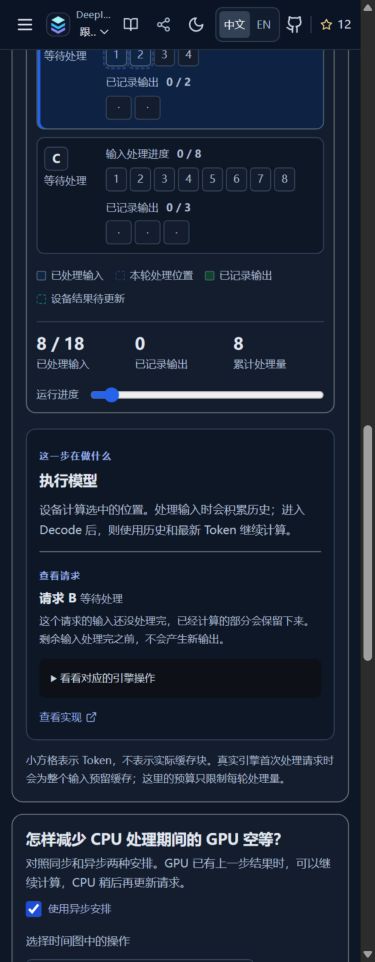 Deepl...
跟..
中文 EN
12
等待处理
1 2 3 4
已记录输出 0 / 2
C
输入处理进度 0 / 8
等待处理
1 2 3 4 5 6 7 8
已记录输出 0 / 3
已处理输入 本轮处理位置 已记录输出
设备结果待更新
8 / 18 0 8
已处理输入 已记录输出 累计处理量
运行进度
这一步在做什么
执行模型
设备计算选中的位置。处理输入时会积累历史；进入
Decode 后，则使用历史和最新 Token 继续计算。
查看请求
请求 B 等待处理
这个请求的输入还没处理完，已经计算的部分会保留下来。
剩余输入处理完之前，不会产生新输出。
看看对应的引擎操作
查看实现
小方格表示 Token，不表示实际缓存块。真实引擎首次处理请求时
会为整个输入预留缓存；这里的预算只限制每轮处理量。
怎样减少 CPU 处理期间的 GPU 空等？
对照同步和异步两种安排。GPU 已有上一步结果时，可以继
续计算，CPU 稍后再更新请求。
使用异步安排
选择时间图中的操作